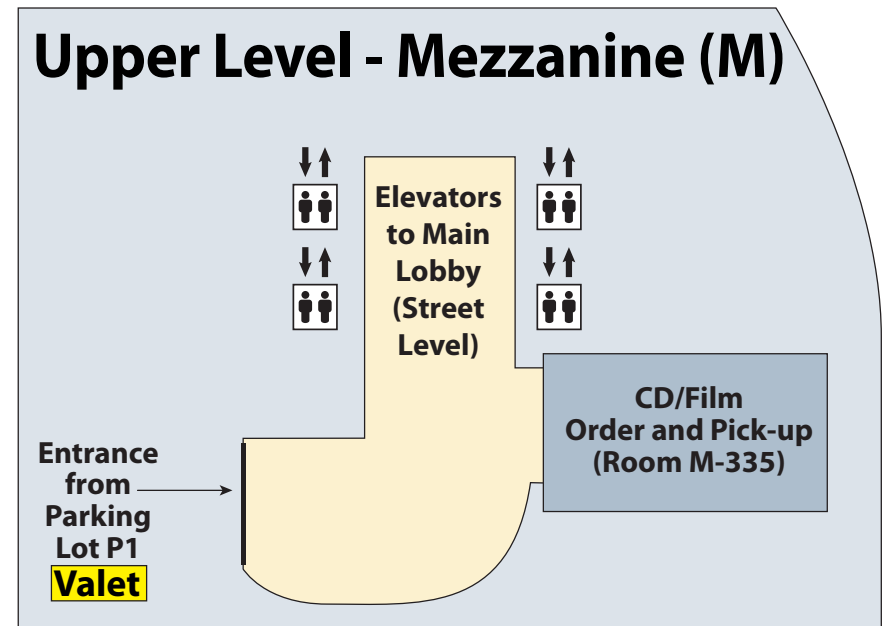 Upper Level - Mezzanine (M)
Elevators
to Main
Lobby
(Street
Level)
CD/Film
Order and Pick-up
(Room M-335)
Entrance
from
Parking
Lot P1
Valet